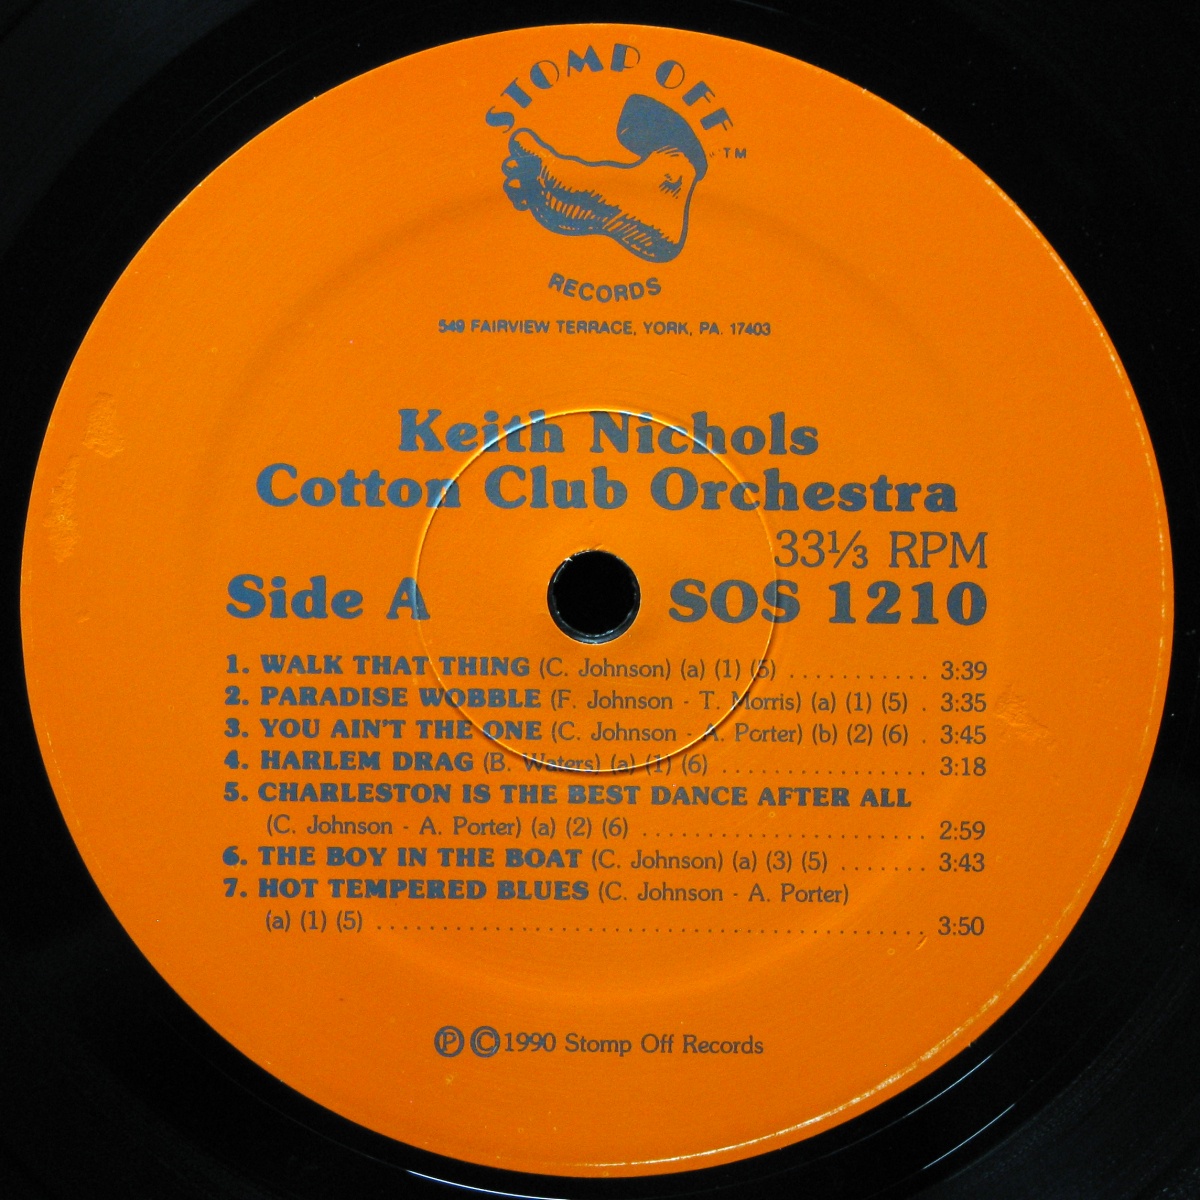 STOMP OFF
TM
RECORDS
549 FAIRVIEW TERRACE, YORK, PA. 17403
Keith Nichols
Cotton Club Orchestra
33⅓ RPM
Side A SOS 1210
1. WALK THAT THING (C. Johnson) (a) (1) (5) ............ 3:39
2. PARADISE WOBBLE (F. Johnson - T. Morris) (a) (1) (5) . 3:35
3. YOU AIN'T THE ONE (C. Johnson - A. Porter) (b) (2) (6) . 3:45
4. HARLEM DRAG (B. Waters) (a) (1) (6) ................. 3:18
5. CHARLESTON IS THE BEST DANCE AFTER ALL
(C. Johnson - A. Porter) (a) (2) (6) ........................ 2:59
6. THE BOY IN THE BOAT (C. Johnson) (a) (3) (5) ....... 3:43
7. HOT TEMPERED BLUES (C. Johnson - A. Porter)
(a) (1) (5) .............................................. 3:50
Ⓟ ©1990 Stomp Off Records